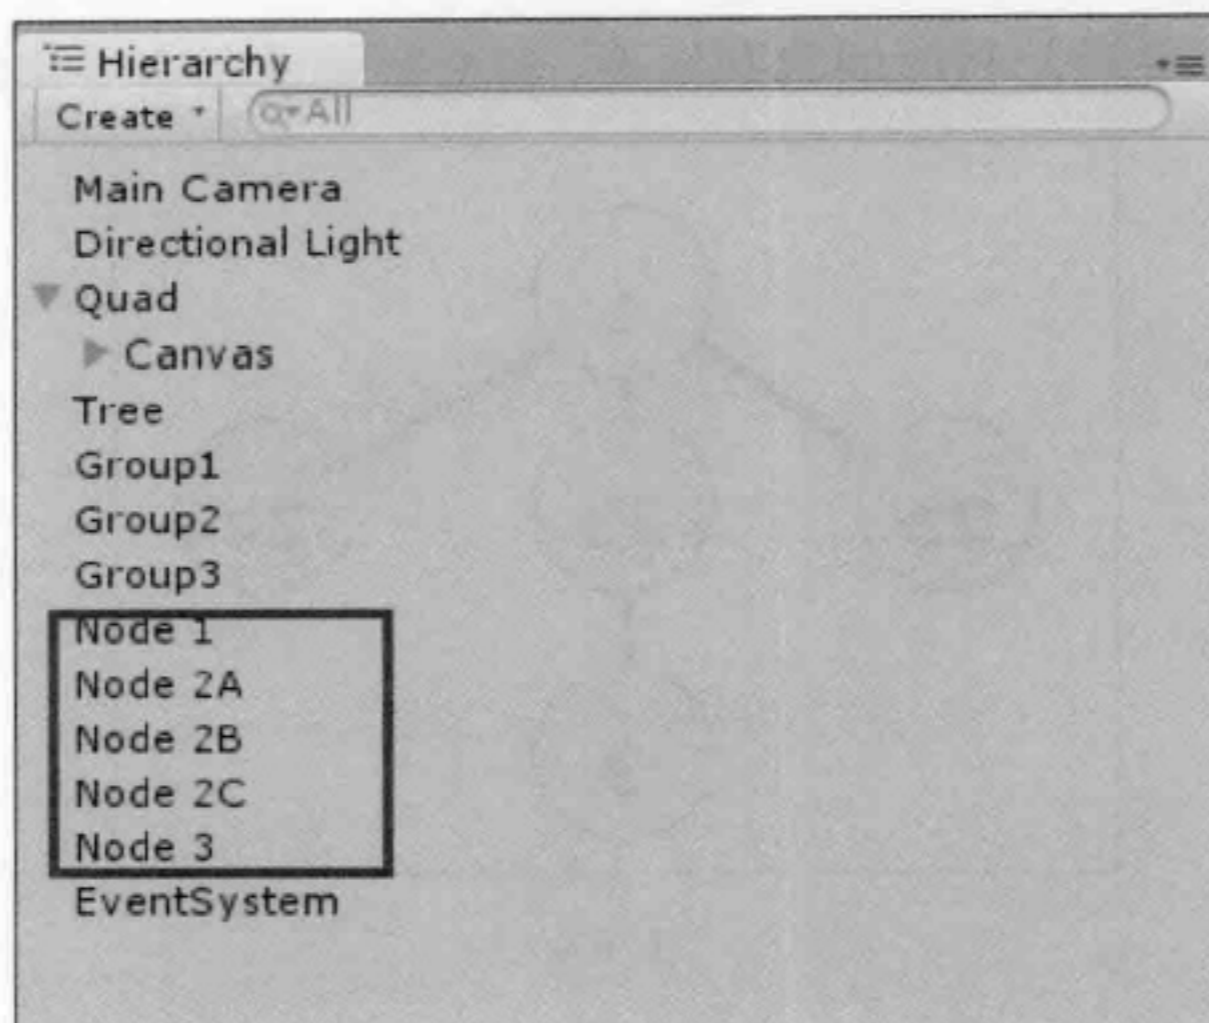 Hierarchy
Create All
Main Camera
Directional Light
Quad
Canvas
Tree
Group1
Group2
Group3
Node 1
Node 2A
Node 2B
Node 2C
Node 3
EventSystem